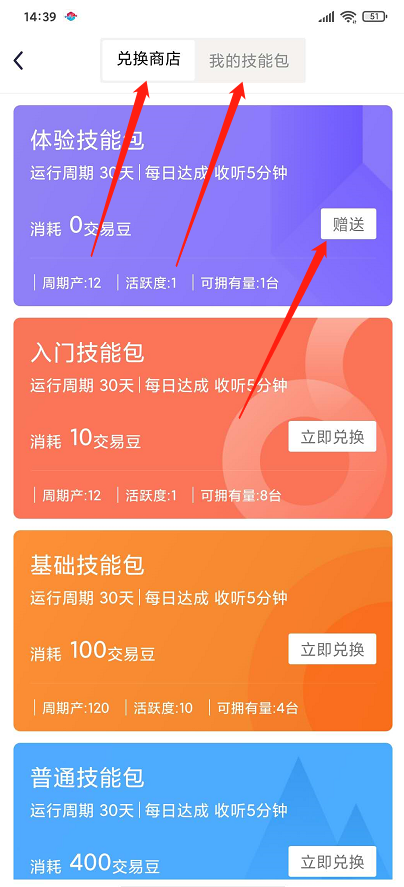 14:39
51
兑换商店 我的技能包
体验技能包
运行周期 30天 | 每日达成 收听5分钟
消耗 0交易豆
赠送
周期产:12 | 活跃度:1 | 可拥有量:1台
入门技能包
运行周期 30天 | 每日达成 收听5分钟
消耗 10交易豆
立即兑换
周期产:12 | 活跃度:1 | 可拥有量:8台
基础技能包
运行周期 30天 | 每日达成 收听5分钟
消耗 100交易豆
立即兑换
周期产:120 | 活跃度:10 | 可拥有量:4台
普通技能包
运行周期 30天 | 每日达成 收听5分钟
消耗 400交易豆
立即兑换